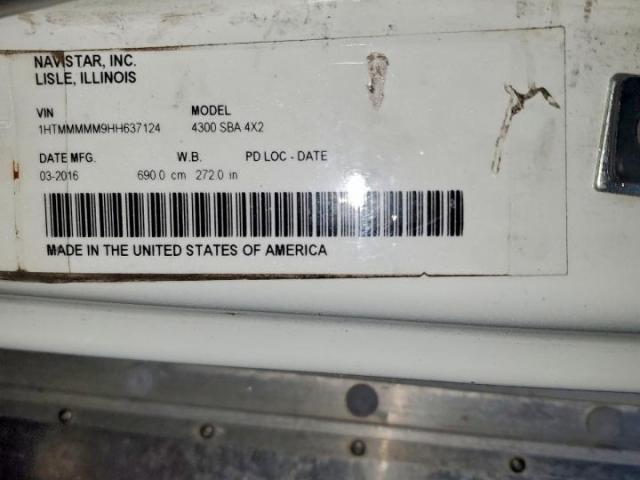 NAVISTAR, INC.
LISLE, ILLINOIS
VIN MODEL
1HTMMMMM9HH637124 4300 SBA 4X2
DATE MFG. W.B. PD LOC - DATE
03-2016 690.0 cm 272.0 in
MADE IN THE UNITED STATES OF AMERICA